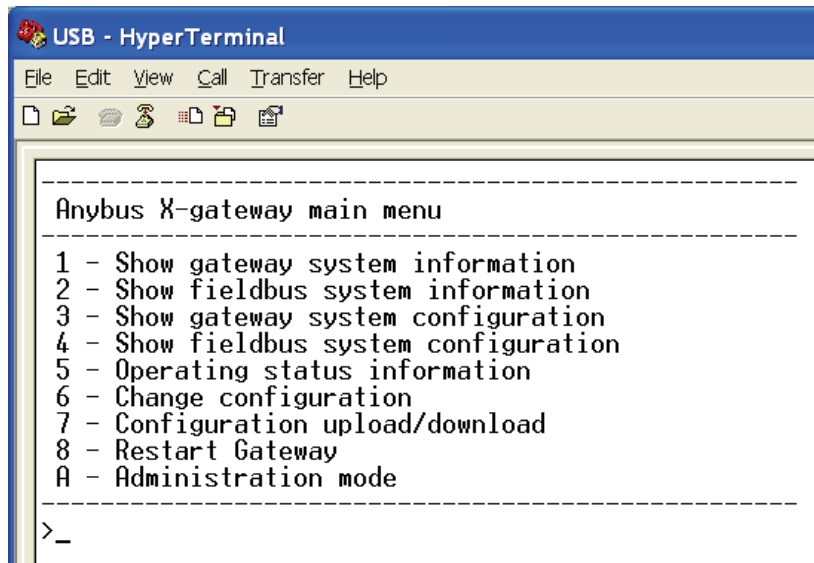 USB - HyperTerminal
File Edit View Call Transfer Help
--------------------------------------------------
Anybus X-gateway main menu
--------------------------------------------------
1 - Show gateway system information
2 - Show fieldbus system information
3 - Show gateway system configuration
4 - Show fieldbus system configuration
5 - Operating status information
6 - Change configuration
7 - Configuration upload/download
8 - Restart Gateway
A - Administration mode
--------------------------------------------------
>_